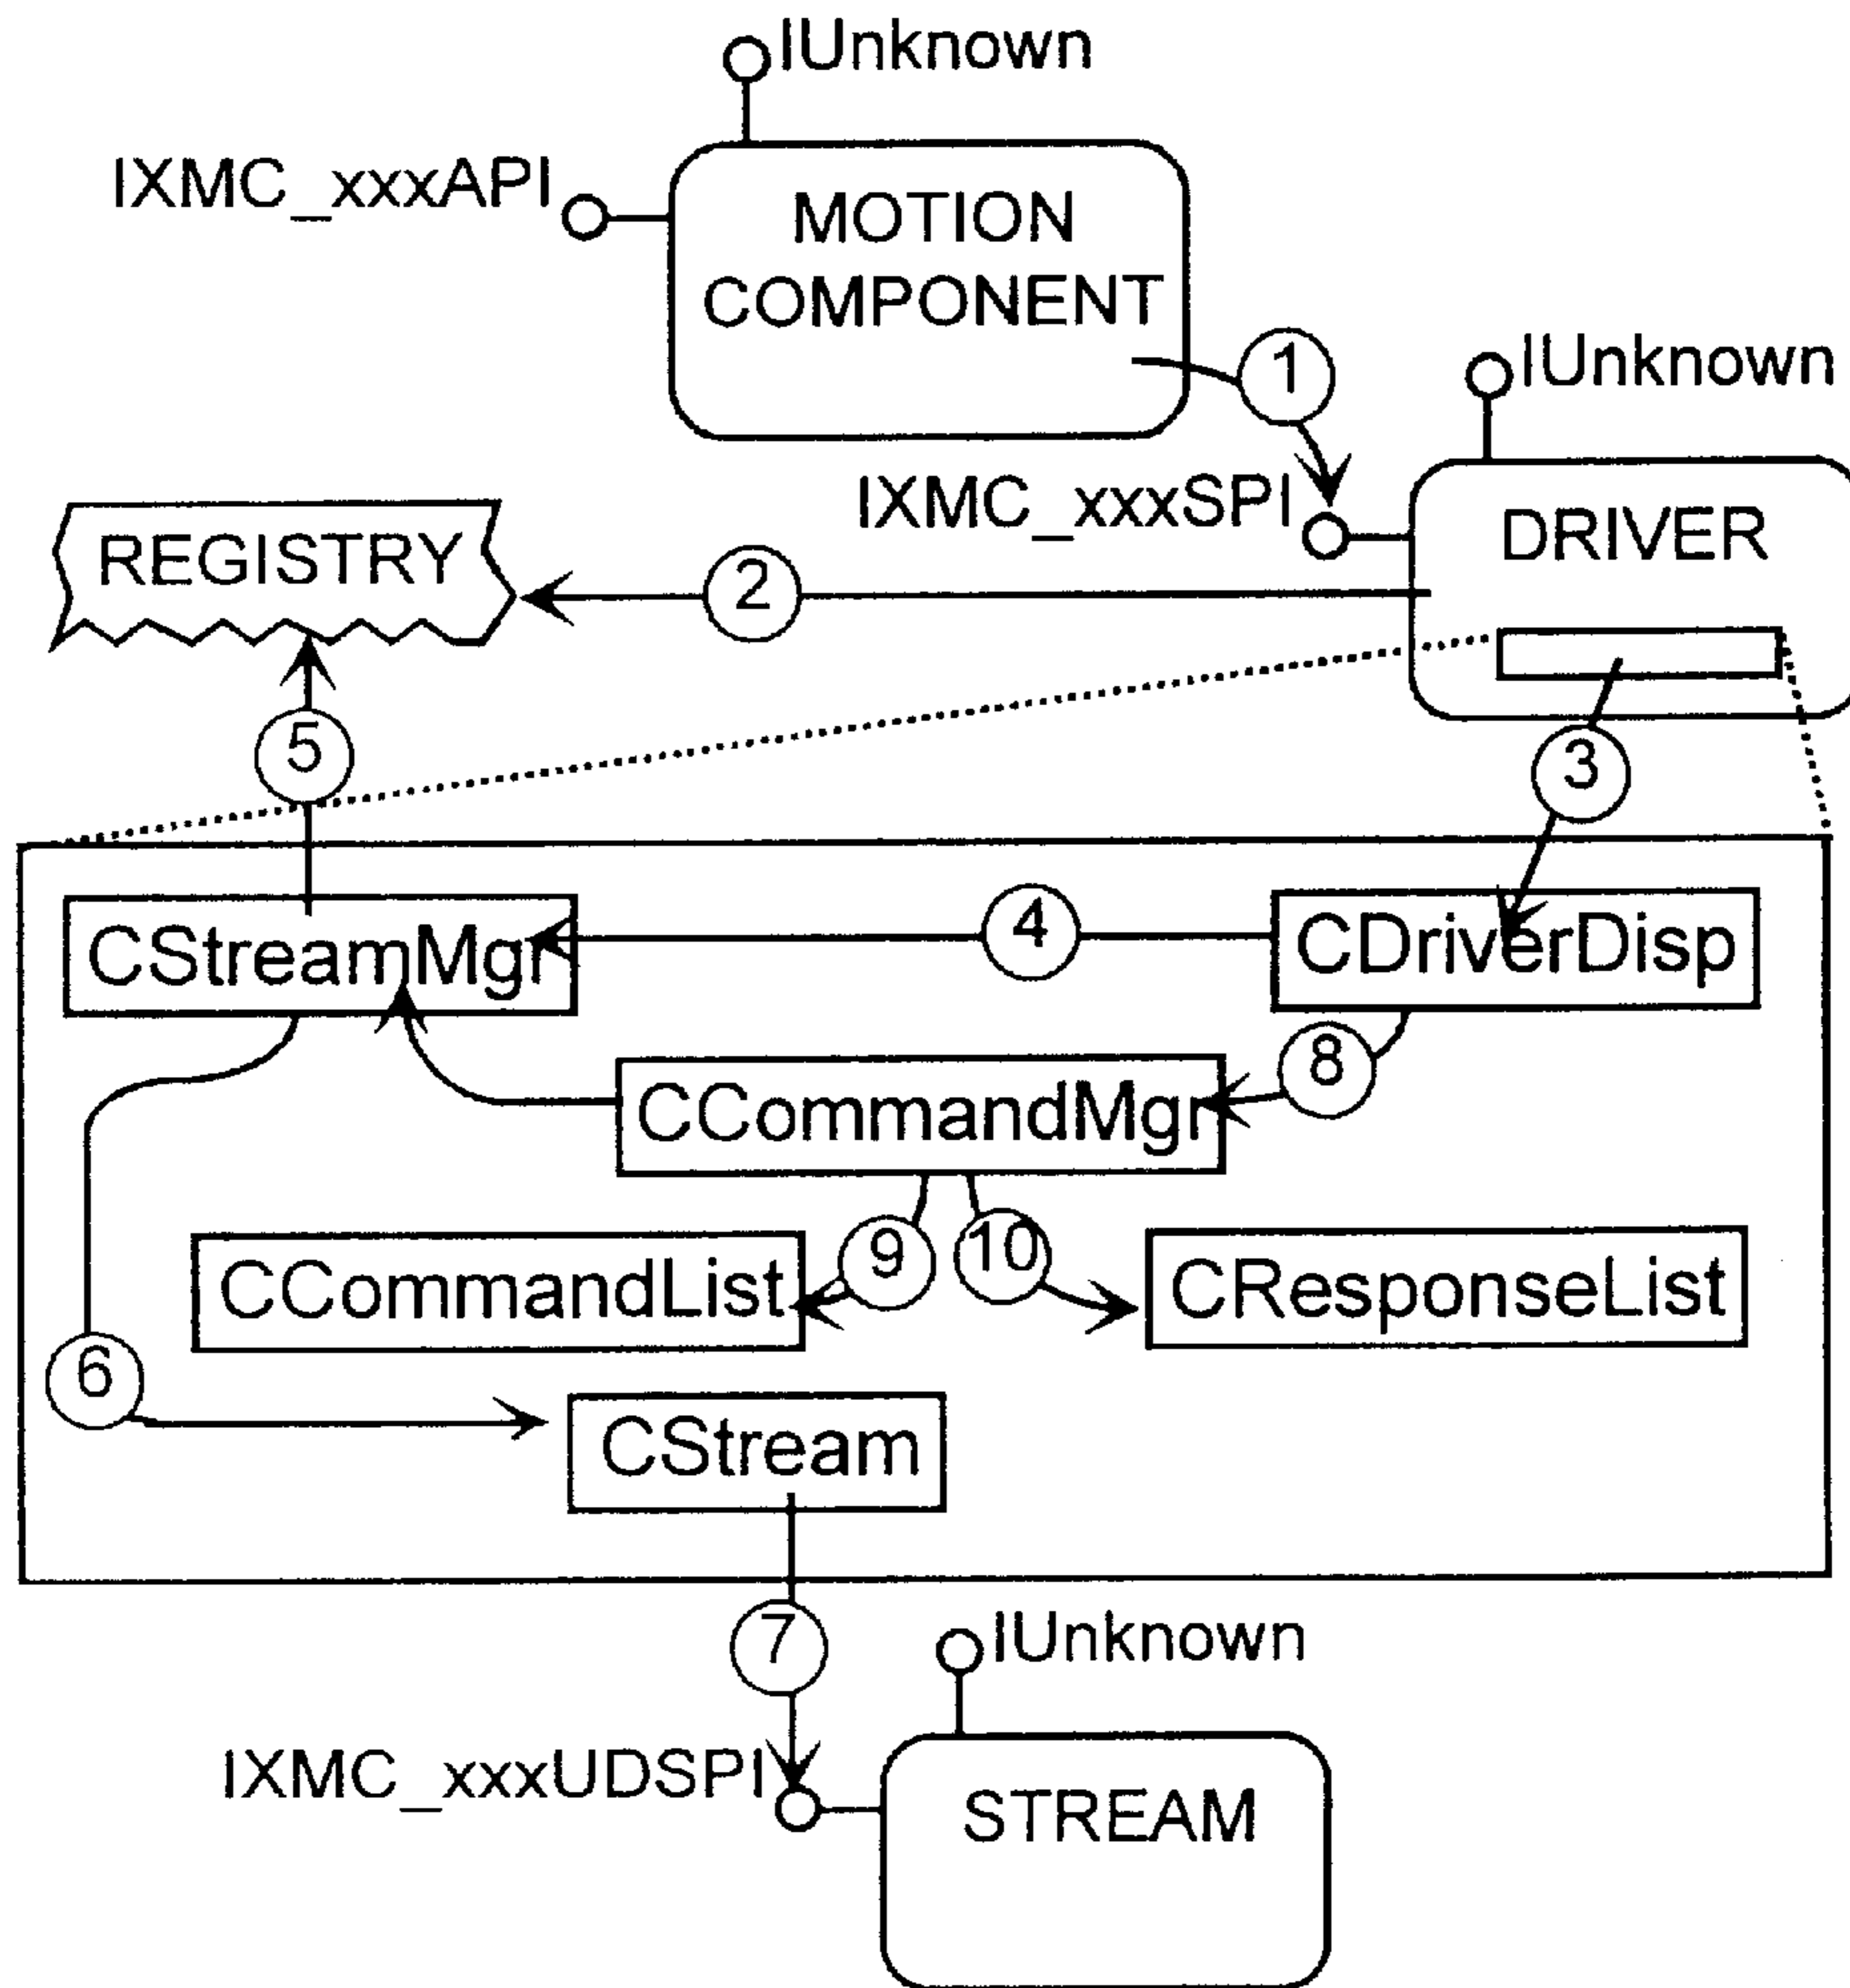 IUnknown
IXMC_xxxAPI
MOTION
COMPONENT
1
IUnknown
IXMC_xxxSPI
DRIVER
REGISTRY
2
5
3
CStreamMgr
4
CDriverDisp
8
CCommandMgr
9
10
CCommandList
CResponseList
6
CStream
7
IUnknown
IXMC_xxxUDSPI
STREAM